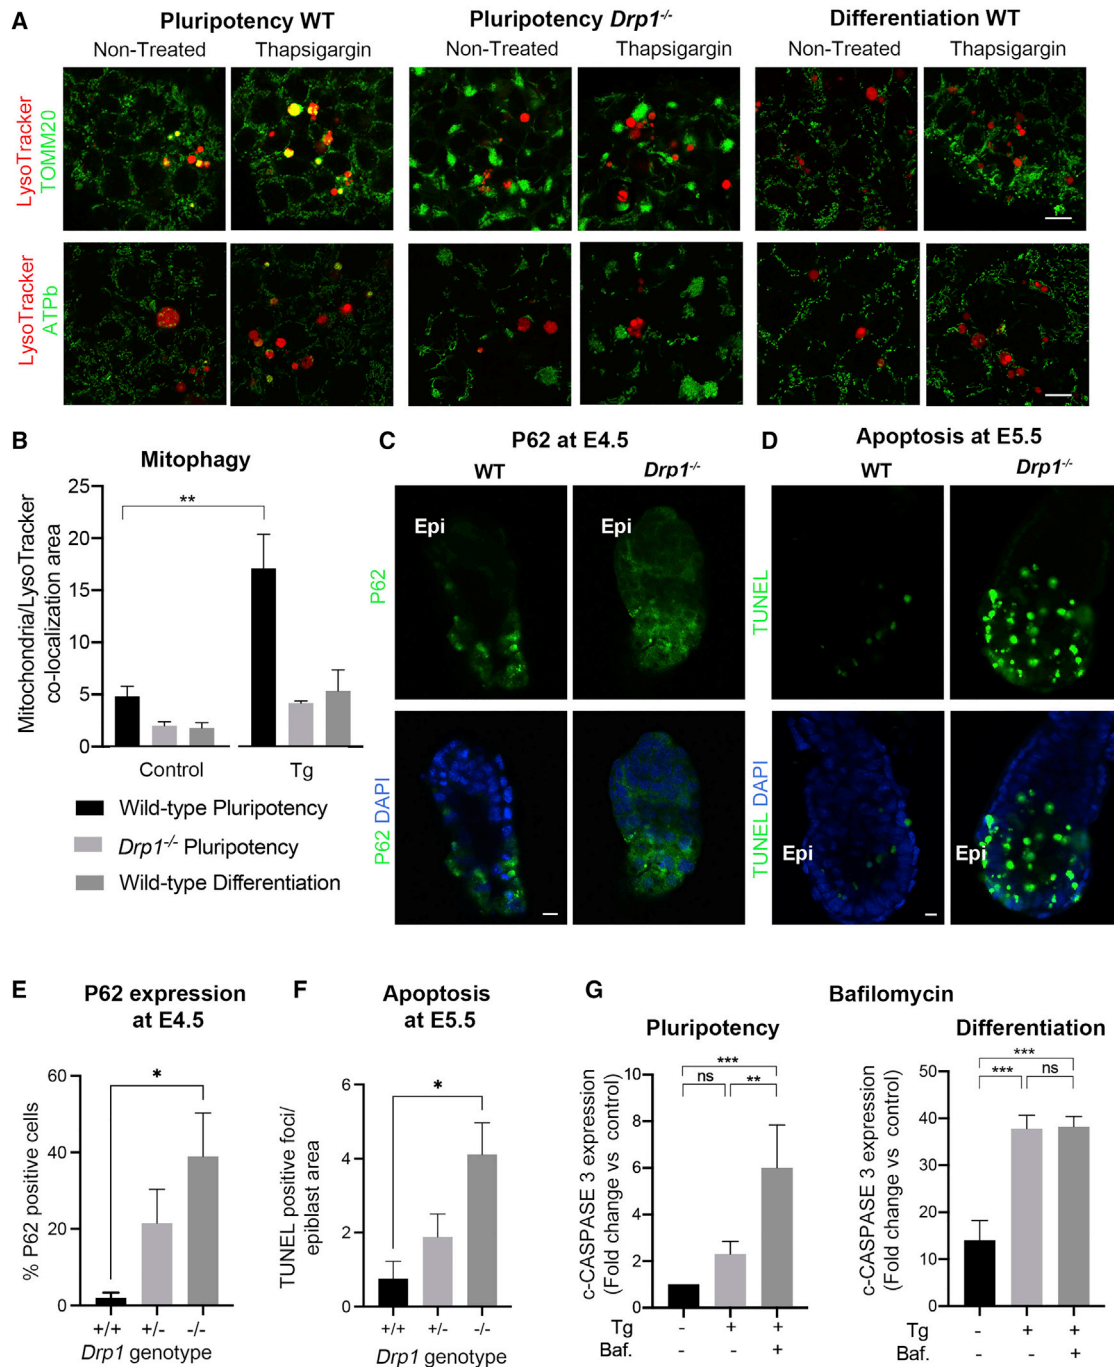 A
Pluripotency WT
Pluripotency Drp1-/-
Differentiation WT
Non-Treated
Thapsigargin
Non-Treated
Thapsigargin
Non-Treated
Thapsigargin
LysoTracker
TOMM20
LysoTracker
ATPb
B
Mitophagy
Mitochondria/LysoTracker
co-localization area
25
20
15
10
5
0
**
Control
Tg
Wild-type Pluripotency
Drp1-/- Pluripotency
Wild-type Differentiation
C
P62 at E4.5
WT
Drp1-/-
Epi
Epi
P62
P62 DAPI
D
Apoptosis at E5.5
WT
Drp1-/-
TUNEL
TUNEL DAPI
Epi
Epi
E
P62 expression
at E4.5
% P62 positive cells
60
40
20
0
*
+/+
+/-
-/-
Drp1 genotype
F
Apoptosis
at E5.5
TUNEL positive foci/
epiblast area
6
4
2
0
*
+/+
+/-
-/-
Drp1 genotype
G
Bafilomycin
Pluripotency
c-CASPASE 3 expression
(Fold change vs control)
10
8
6
4
2
0
***
ns
**
Tg - + +
Baf. - - +
Differentiation
c-CASPASE 3 expression
(Fold change vs control)
50
40
30
20
10
0
***
***
ns
Tg - + +
Baf. - - +